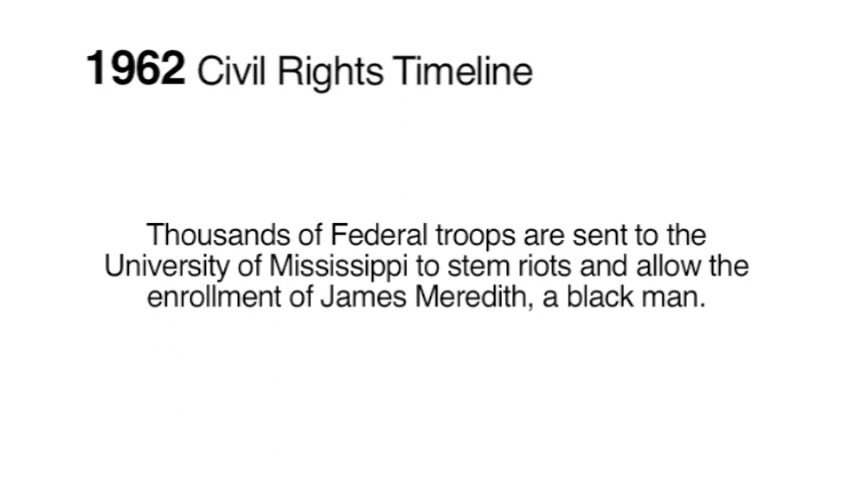 1962 Civil Rights Timeline
Thousands of Federal troops are sent to the
University of Mississippi to stem riots and allow the
enrollment of James Meredith, a black man.